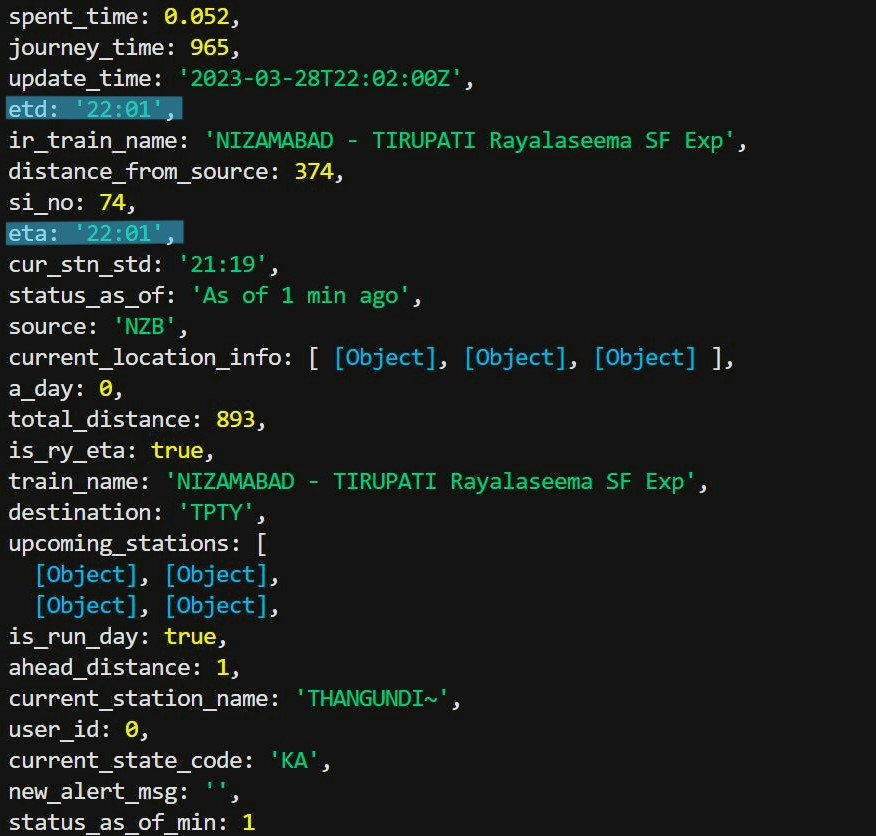 spent_time: 0.052,
journey_time: 965,
update_time: '2023-03-28T22:02:00Z',
etd: '22:01',
ir_train_name: 'NIZAMABAD - TIRUPATI Rayalaseema SF Exp',
distance_from_source: 374,
si_no: 74,
eta: '22:01',
cur_stn_std: '21:19',
status_as_of: 'As of 1 min ago',
source: 'NZB',
current_location_info: [ [Object], [Object], [Object] ],
a_day: 0,
total_distance: 893,
is_ry_eta: true,
train_name: 'NIZAMABAD - TIRUPATI Rayalaseema SF Exp',
destination: 'TPTY',
upcoming_stations: [
[Object], [Object],
[Object], [Object],
is_run_day: true,
ahead_distance: 1,
current_station_name: 'THANGUNDI~',
user_id: 0,
current_state_code: 'KA',
new_alert_msg: '',
status_as_of_min: 1